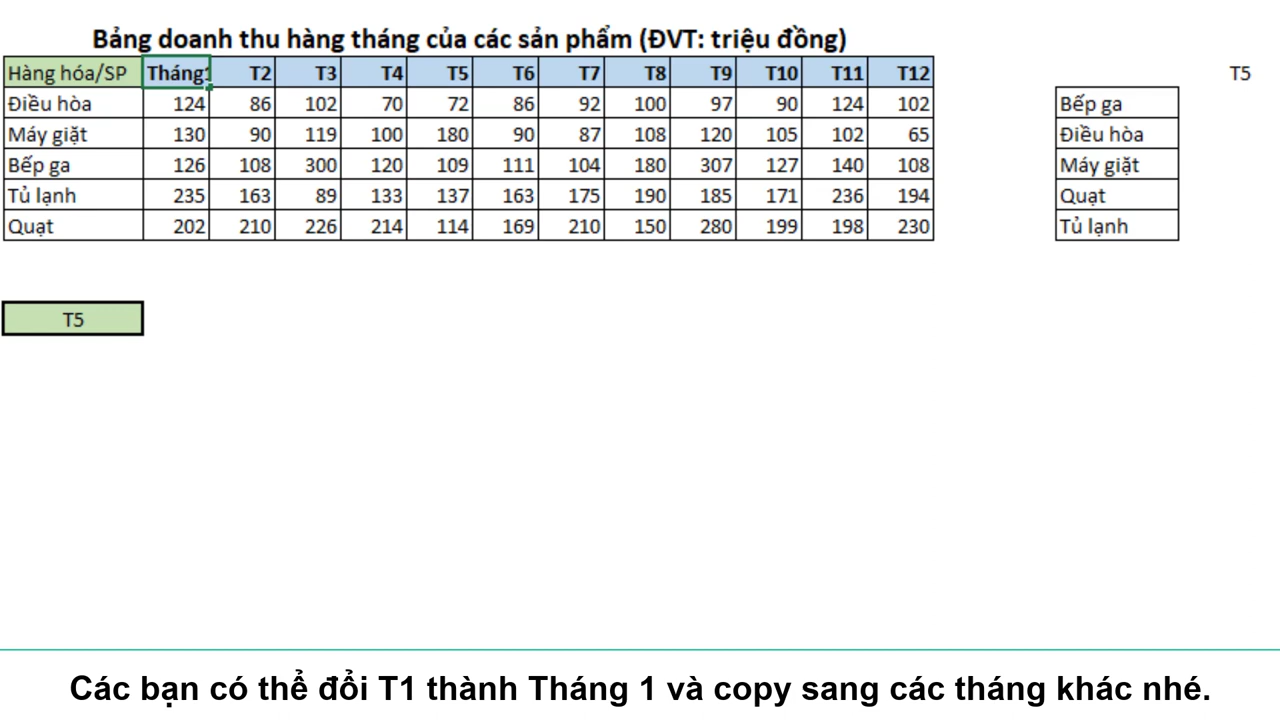 Bảng doanh thu hàng tháng của các sản phẩm (ĐVT: triệu đồng)
Hàng hóa/SP Tháng1 T2 T3 T4 T5 T6 T7 T8 T9 T10 T11 T12 T5
Điều hòa 124 86 102 70 72 86 92 100 97 90 124 102 Bếp ga
Máy giặt 130 90 119 100 180 90 87 108 120 105 102 65 Điều hòa
Bếp ga 126 108 300 120 109 111 104 180 307 127 140 108 Máy giặt
Tủ lạnh 235 163 89 133 137 163 175 190 185 171 236 194 Quạt
Quạt 202 210 226 214 114 169 210 150 280 199 198 230 Tủ lạnh
T5
Các bạn có thể đổi T1 thành Tháng 1 và copy sang các tháng khác nhé.